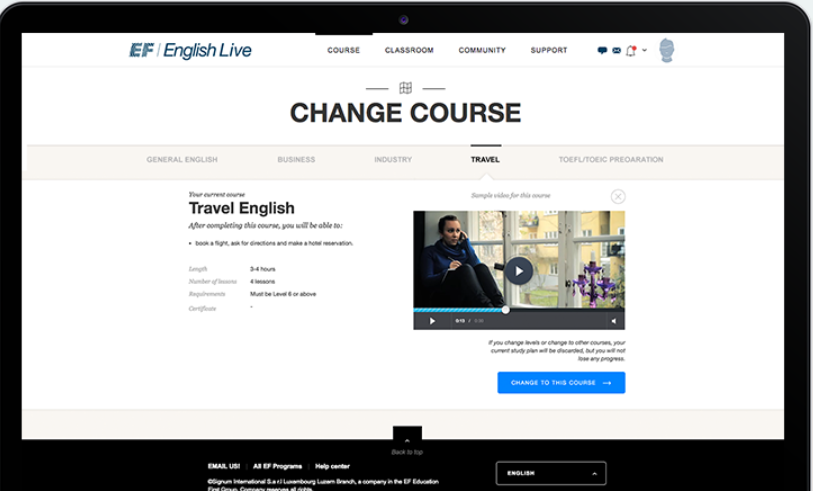 EF English Live
COURSE CLASSROOM COMMUNITY SUPPORT
CHANGE COURSE
GENERAL ENGLISH BUSINESS INDUSTRY TRAVEL TOEFL/TOEIC PREOARATION
Your current course
Travel English
After completing this course, you will be able to:
• book a flight, ask for directions and make a hotel reservation.
Length 3-4 hours
Number of lessons 4 lessons
Requirements Must be Level 6 or above
Certificate -
Sample video for this course
0:13 / 0:30
If you change levels or change to other courses, your
current study plan will be discarded, but you will not
lose any progress.
CHANGE TO THIS COURSE →
Back to top
EMAIL US! All EF Programs Help center
©Signum International S.a r.l Luxembourg Luzern Branch, a company in the EF Education
First Group. Company reserves all rights.
ENGLISH